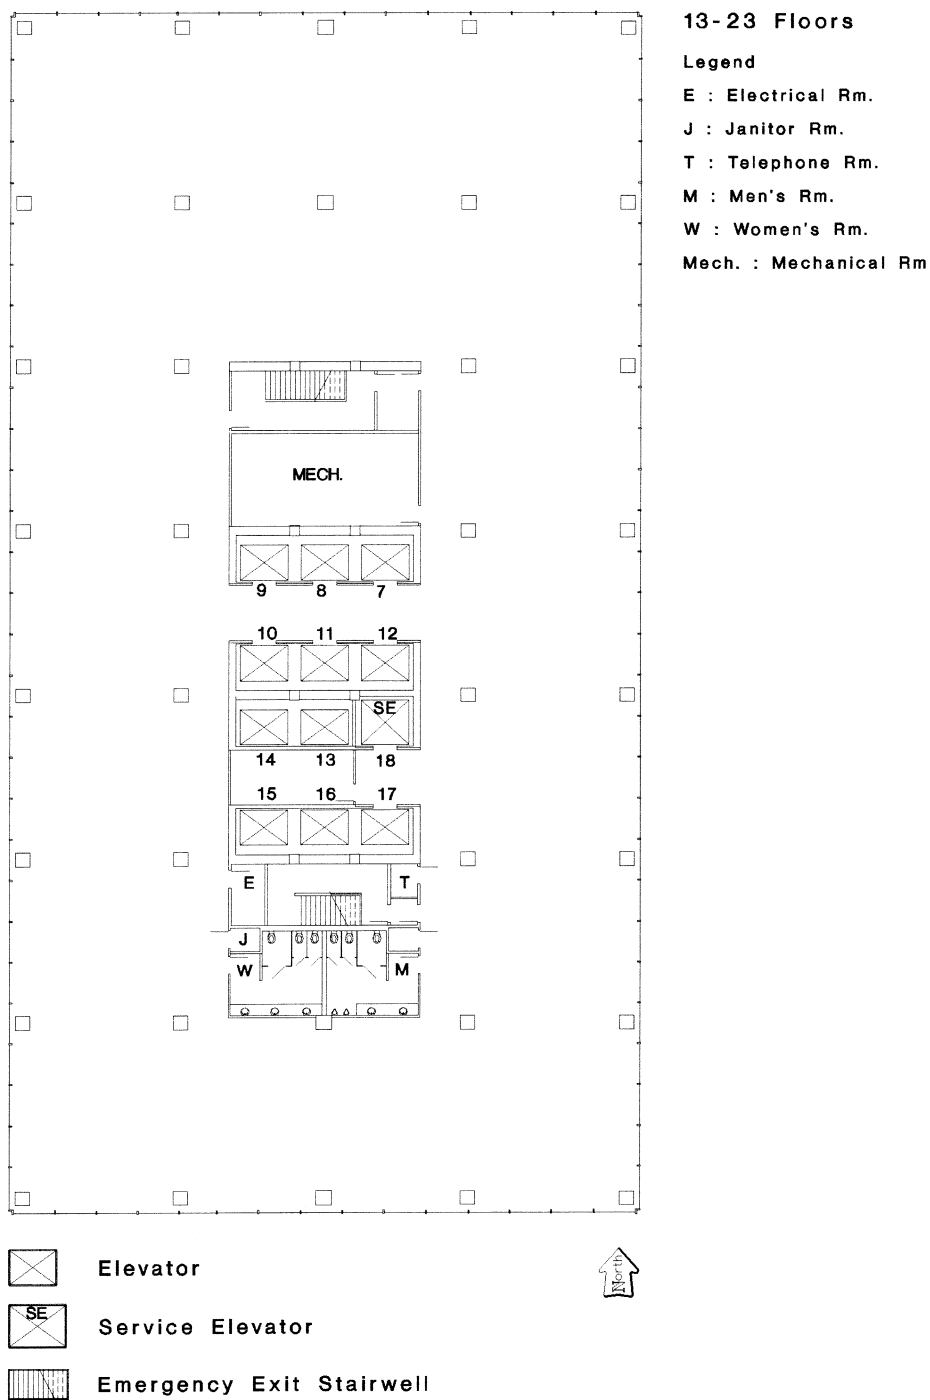 13-23 Floors
Legend
E : Electrical Rm.
J : Janitor Rm.
T : Telephone Rm.
M : Men's Rm.
W : Women's Rm.
Mech. : Mechanical Rm
MECH.
9 8 7
10 11 12
SE
14 13 18
15 16 17
E T
J
W M
Elevator
North
SE
Service Elevator
Emergency Exit Stairwell